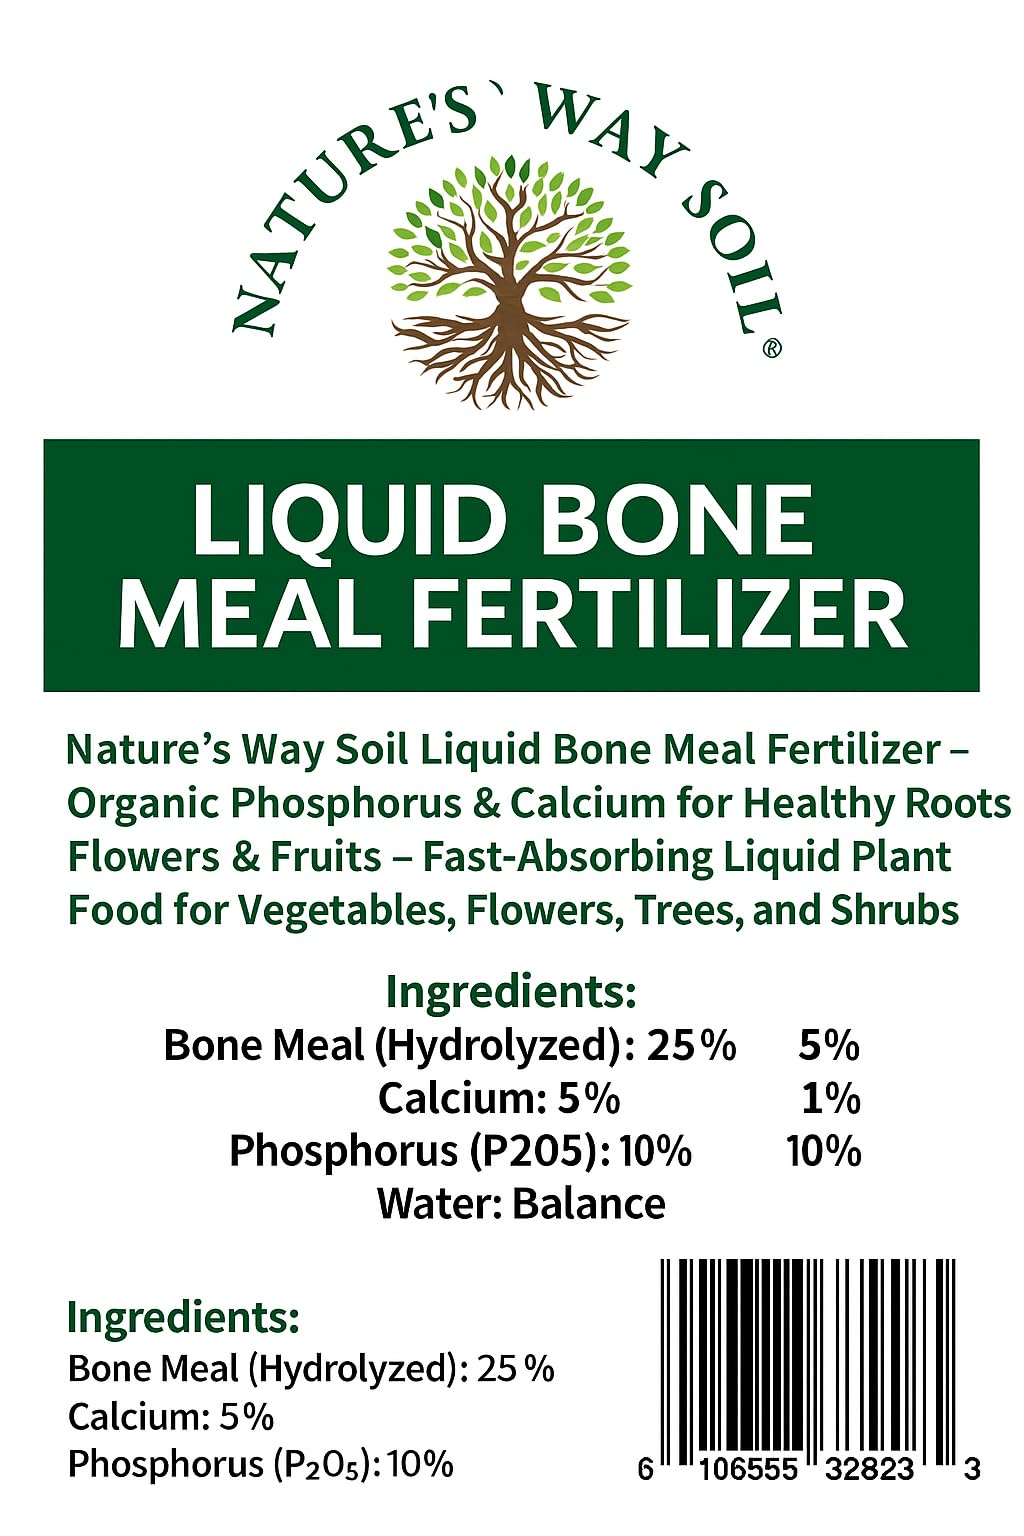 NATURE'S ` WAY SOIL ®
LIQUID BONE
MEAL FERTILIZER
Nature’s Way Soil Liquid Bone Meal Fertilizer –
Organic Phosphorus & Calcium for Healthy Roots
Flowers & Fruits – Fast-Absorbing Liquid Plant
Food for Vegetables, Flowers, Trees, and Shrubs
Ingredients:
Bone Meal (Hydrolyzed): 25% 5%
Calcium: 5% 1%
Phosphorus (P205): 10% 10%
Water: Balance
Ingredients:
Bone Meal (Hydrolyzed): 25 %
Calcium: 5%
Phosphorus (P₂O₅): 10%
6 106555 32823 3